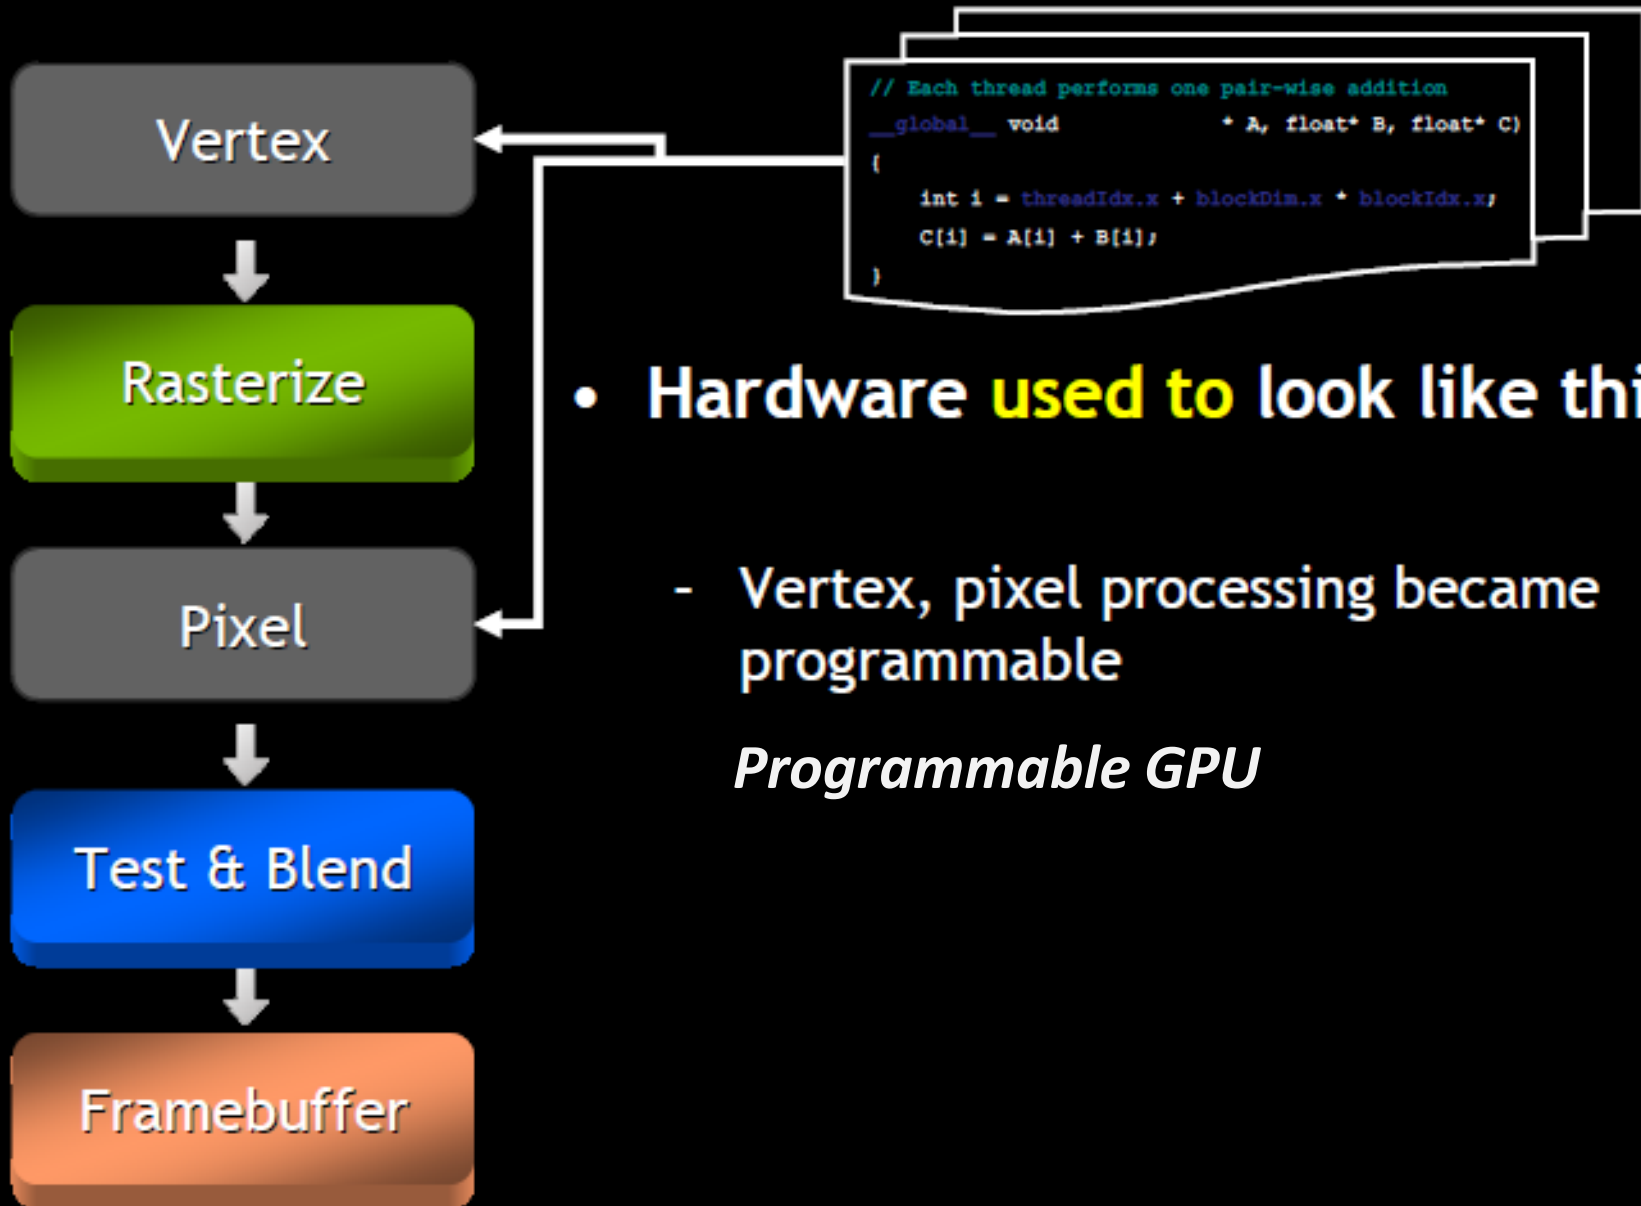 Vertex
Rasterize
Pixel
Test & Blend
Framebuffer
// Each thread performs one pair-wise addition
__global__ void * A, float* B, float* C)
{
int i = threadIdx.x + blockDim.x * blockIdx.x;
C[i] = A[i] + B[i];
}
• Hardware used to look like thi
- Vertex, pixel processing became
programmable
Programmable GPU